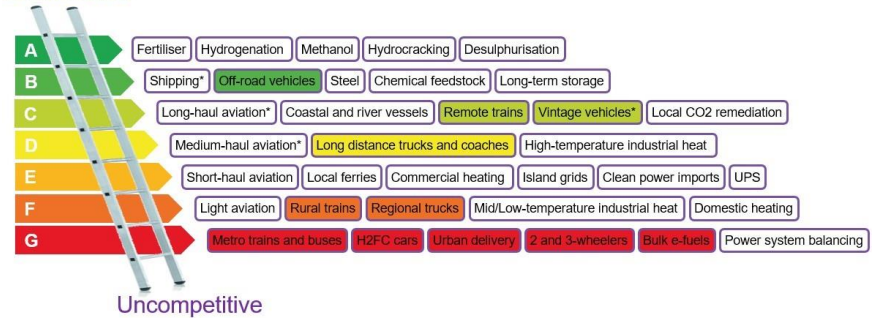 A Fertiliser Hydrogenation Methanol Hydrocracking Desulphurisation
B Shipping* Off-road vehicles Steel Chemical feedstock Long-term storage
C Long-haul aviation* Coastal and river vessels Remote trains Vintage vehicles* Local CO2 remediation
D Medium-haul aviation* Long distance trucks and coaches High-temperature industrial heat
E Short-haul aviation Local ferries Commercial heating Island grids Clean power imports UPS
F Light aviation Rural trains Regional trucks Mid/Low-temperature industrial heat Domestic heating
G Metro trains and buses H2FC cars Urban delivery 2 and 3-wheelers Bulk e-fuels Power system balancing
Uncompetitive